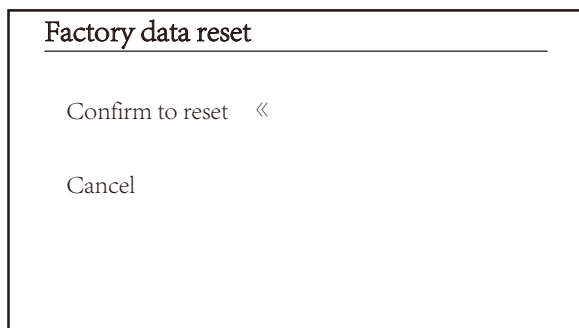 Factory data reset
Confirm to reset «
Cancel